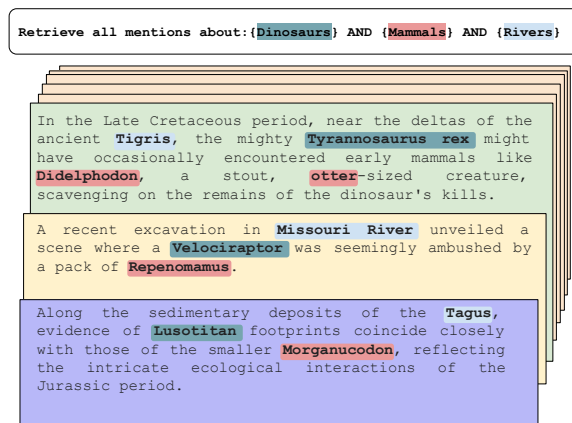 Retrieve all mentions about:{Dinosaurs} AND {Mammals} AND {Rivers}
In the Late Cretaceous period, near the deltas of the
ancient Tigris, the mighty Tyrannosaurus rex might
have occasionally encountered early mammals like
Didelphodon, a stout, otter-sized creature,
scavenging on the remains of the dinosaur's kills.
A recent excavation in Missouri River unveiled a
scene where a Velociraptor was seemingly ambushed by
a pack of Repenomamus.
Along the sedimentary deposits of the Tagus,
evidence of Lusotitan footprints coincide closely
with those of the smaller Morganucodon, reflecting
the intricate ecological interactions of the
Jurassic period.